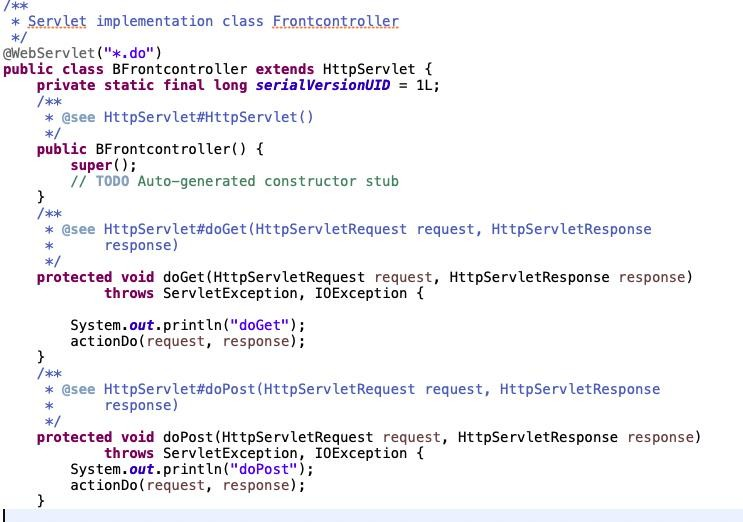 /**
 * Servlet implementation class Frontcontroller
 */
@WebServlet("*.do")
public class BFrontcontroller extends HttpServlet {
    private static final long serialVersionUID = 1L;
    /**
     * @see HttpServlet#HttpServlet()
     */
    public BFrontcontroller() {
        super();
        // TODO Auto-generated constructor stub
    }
    /**
     * @see HttpServlet#doGet(HttpServletRequest request, HttpServletResponse
     *      response)
     */
    protected void doGet(HttpServletRequest request, HttpServletResponse response)
            throws ServletException, IOException {

        System.out.println("doGet");
        actionDo(request, response);
    }
    /**
     * @see HttpServlet#doPost(HttpServletRequest request, HttpServletResponse
     *      response)
     */
    protected void doPost(HttpServletRequest request, HttpServletResponse response)
            throws ServletException, IOException {
        System.out.println("doPost");
        actionDo(request, response);
    }